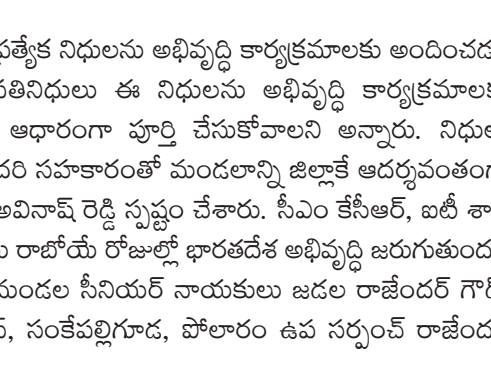 ప్రత్యేక నిధులను అభివృద్ధి కార్యక్రమాలకు అందించడ
నిధులు ఈ నిధులను అభివృద్ధి కార్యక్రమాలక
ఆధారంగా పూర్తి చేసుకోవాలని అన్నారు. నిధుల
దరి సహకారంతో మండలాన్ని జిల్లాకే ఆదర్శవంతంగ
అవినాష్ రెడ్డి స్పష్టం చేశారు. సీఎం కేసీఆర్, ఐటీ శా
రాబోయే రోజుల్లో భారతదేశ అభివృద్ధి జరుగుతుంద
మండల సీనియర్ నాయకులు జడల రాజేందర్ గౌ
సంకేపల్లిగూడ, పోలారం ఉప సర్పంచ్ రాజేంద